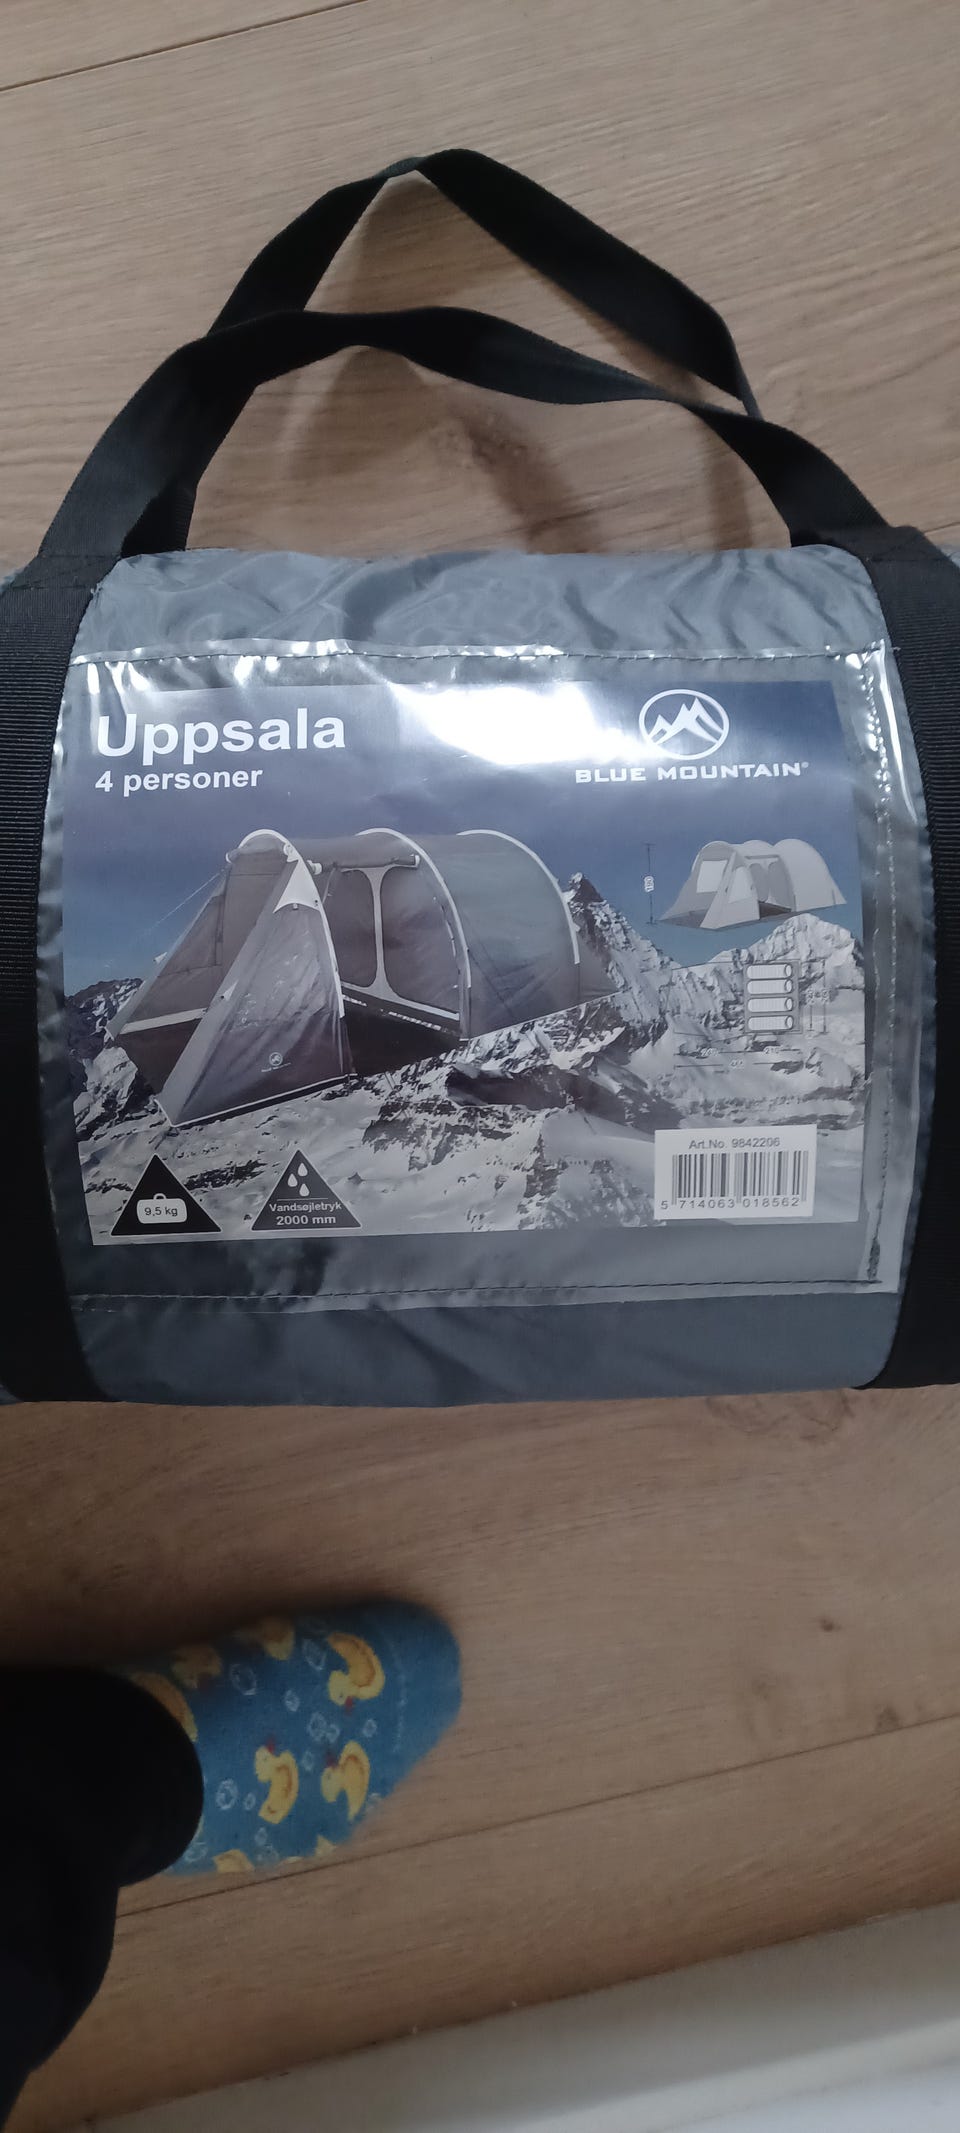 Uppsala
4 personer
BLUE MOUNTAIN®
Art.No. 9842206
5 714063 018562
9,5 kg
Vandsøjletryk
2000 mm